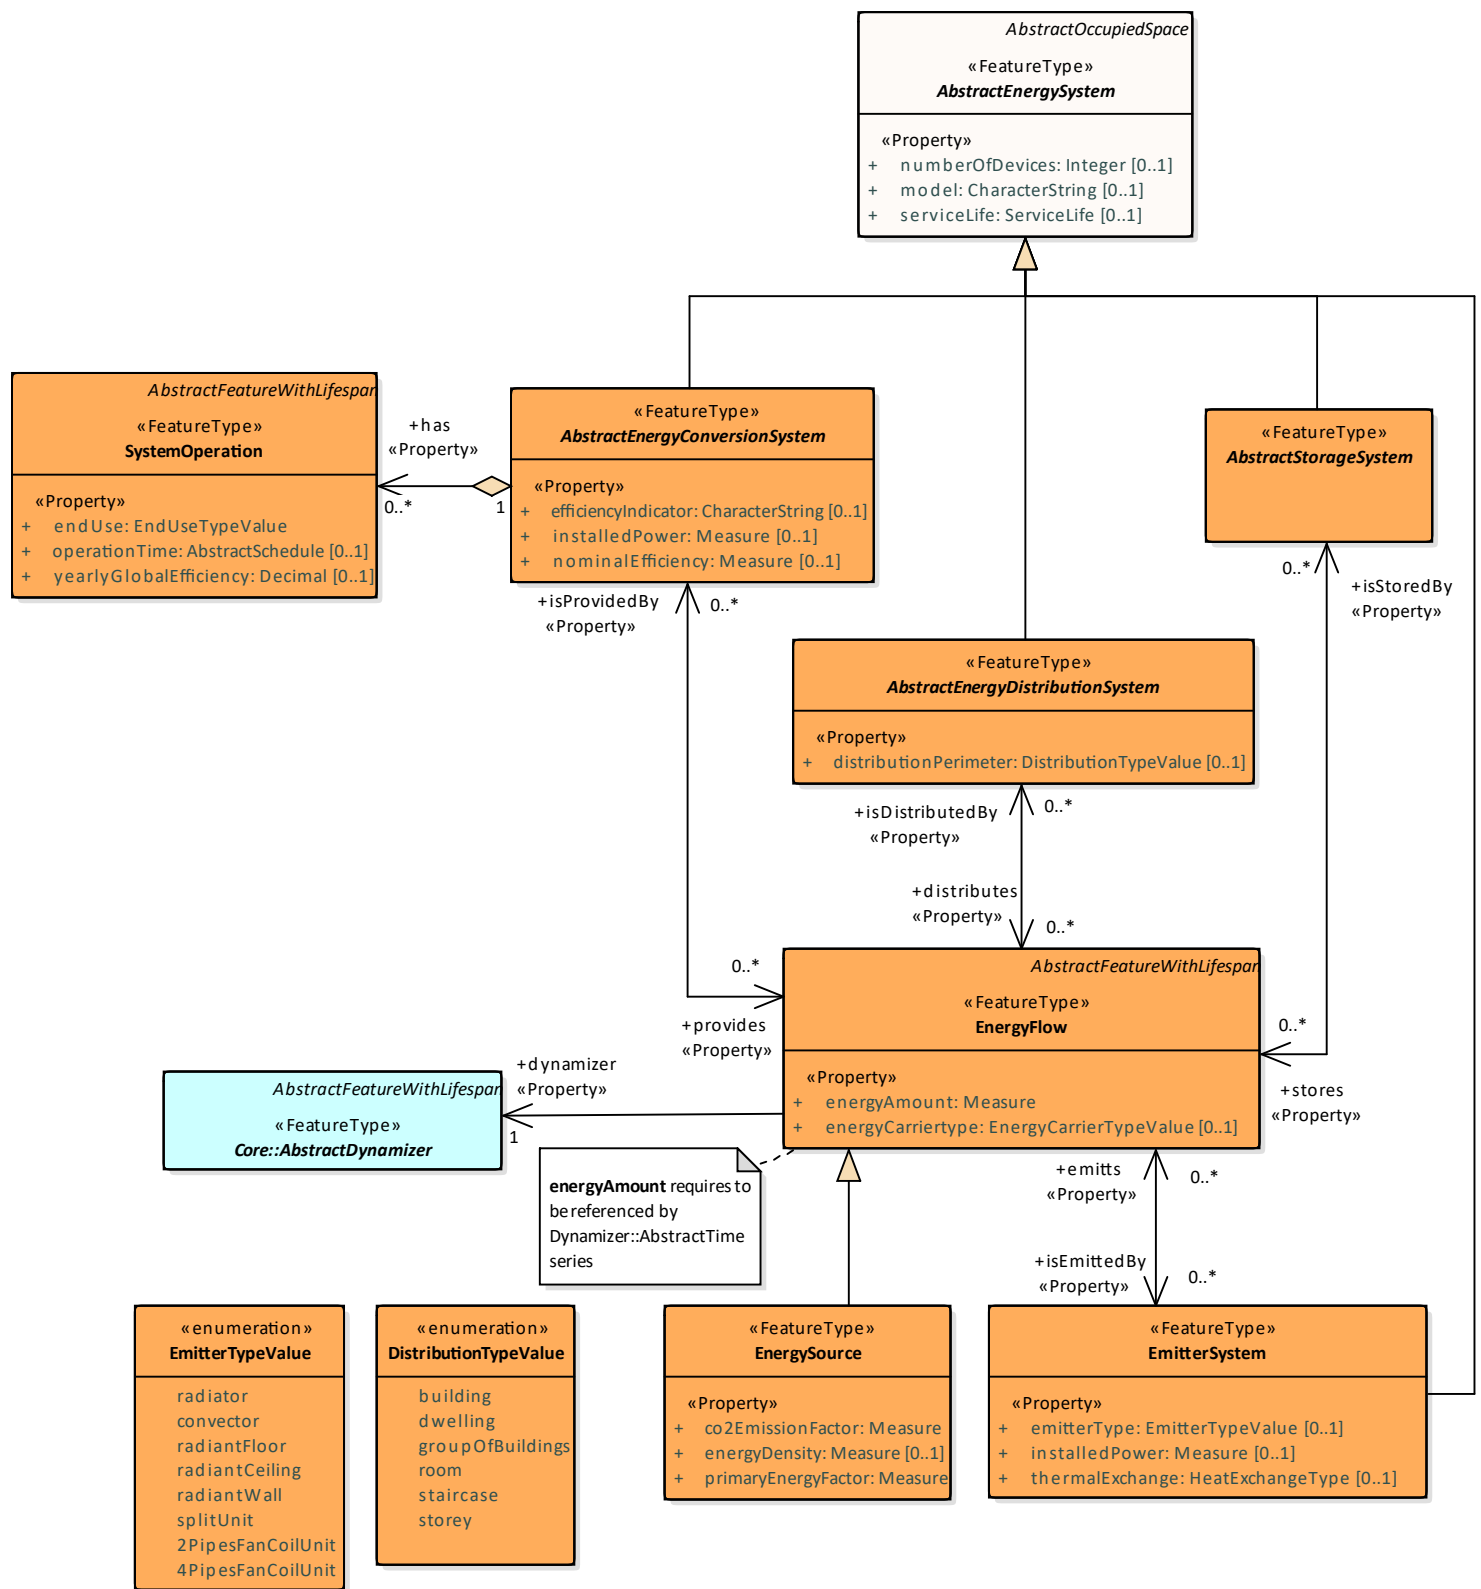 AbstractOccupiedSpace
«FeatureType»
AbstractEnergySystem
«Property»
+ numberOfDevices: Integer [0..1]
+ model: CharacterString [0..1]
+ serviceLife: ServiceLife [0..1]
AbstractFeatureWithLifespan
«FeatureType»
SystemOperation
«Property»
+ endUse: EndUseTypeValue
+ operationTime: AbstractSchedule [0..1]
+ yearlyGlobalEfficiency: Decimal [0..1]
+has
«Property»
0..*
1
«FeatureType»
AbstractEnergyConversionSystem
«Property»
+ efficiencyIndicator: CharacterString [0..1]
+ installedPower: Measure [0..1]
+ nominalEfficiency: Measure [0..1]
«FeatureType»
AbstractStorageSystem
+isProvidedBy
«Property»
0..*
0..*
+isStoredBy
«Property»
«FeatureType»
AbstractEnergyDistributionSystem
«Property»
+ distributionPerimeter: DistributionTypeValue [0..1]
+isDistributedBy
«Property»
0..*
+distributes
«Property»
0..*
0..*
+provides
«Property»
AbstractFeatureWithLifespan
«FeatureType»
EnergyFlow
«Property»
+ energyAmount: Measure
+ energyCarriertype: EnergyCarrierTypeValue [0..1]
0..*
+stores
«Property»
+dynamizer
«Property»
1
AbstractFeatureWithLifespan
«FeatureType»
Core::AbstractDynamizer
energyAmount requires to
be referenced by
Dynamizer::AbstractTime
series
+emitts
«Property»
0..*
+isEmittedBy
«Property»
0..*
«enumeration»
EmitterTypeValue
radiator
convector
radiantFloor
radiantCeiling
radiantWall
splitUnit
2PipesFanCoilUnit
4PipesFanCoilUnit
«enumeration»
DistributionTypeValue
building
dwelling
groupOfBuildings
room
staircase
storey
«FeatureType»
EnergySource
«Property»
+ co2EmissionFactor: Measure
+ energyDensity: Measure [0..1]
+ primaryEnergyFactor: Measure
«FeatureType»
EmitterSystem
«Property»
+ emitterType: EmitterTypeValue [0..1]
+ installedPower: Measure [0..1]
+ thermalExchange: HeatExchangeType [0..1]